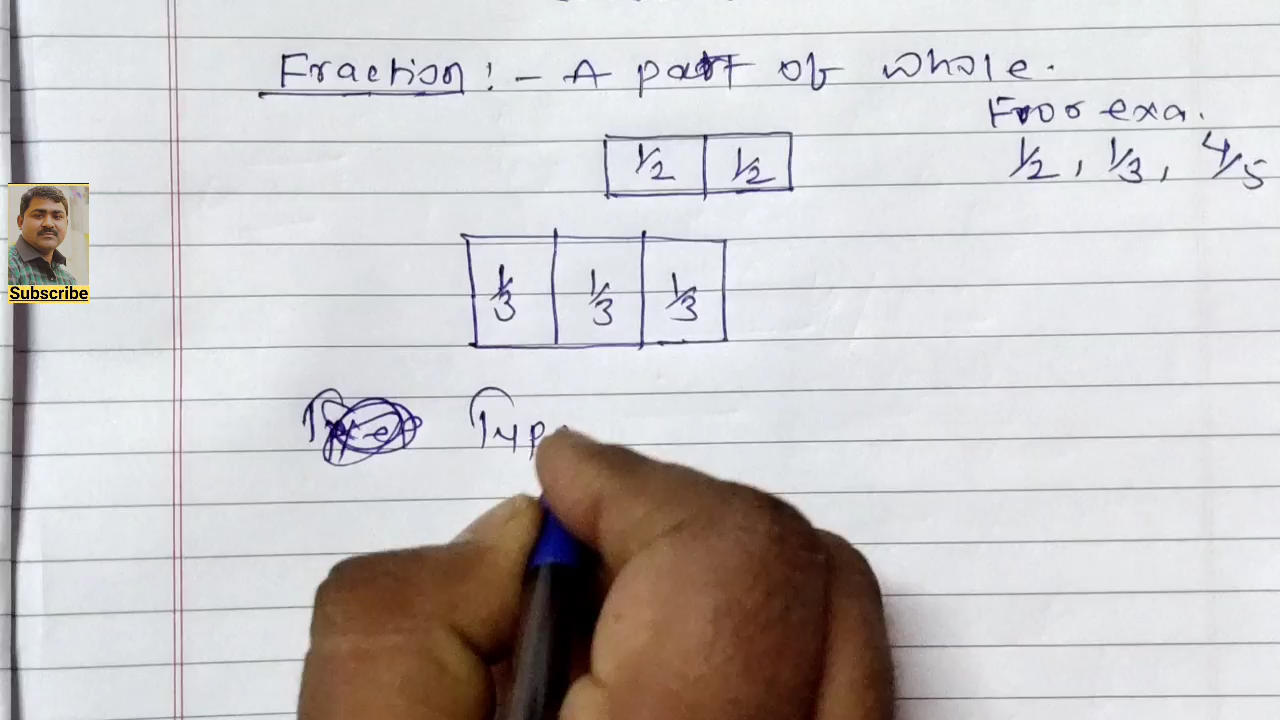 Fraction :- A part of whole.
For exa.
1/2 1/2
1/2, 1/3, 4/5
1/3 1/3 1/3
Subscribe
Typ